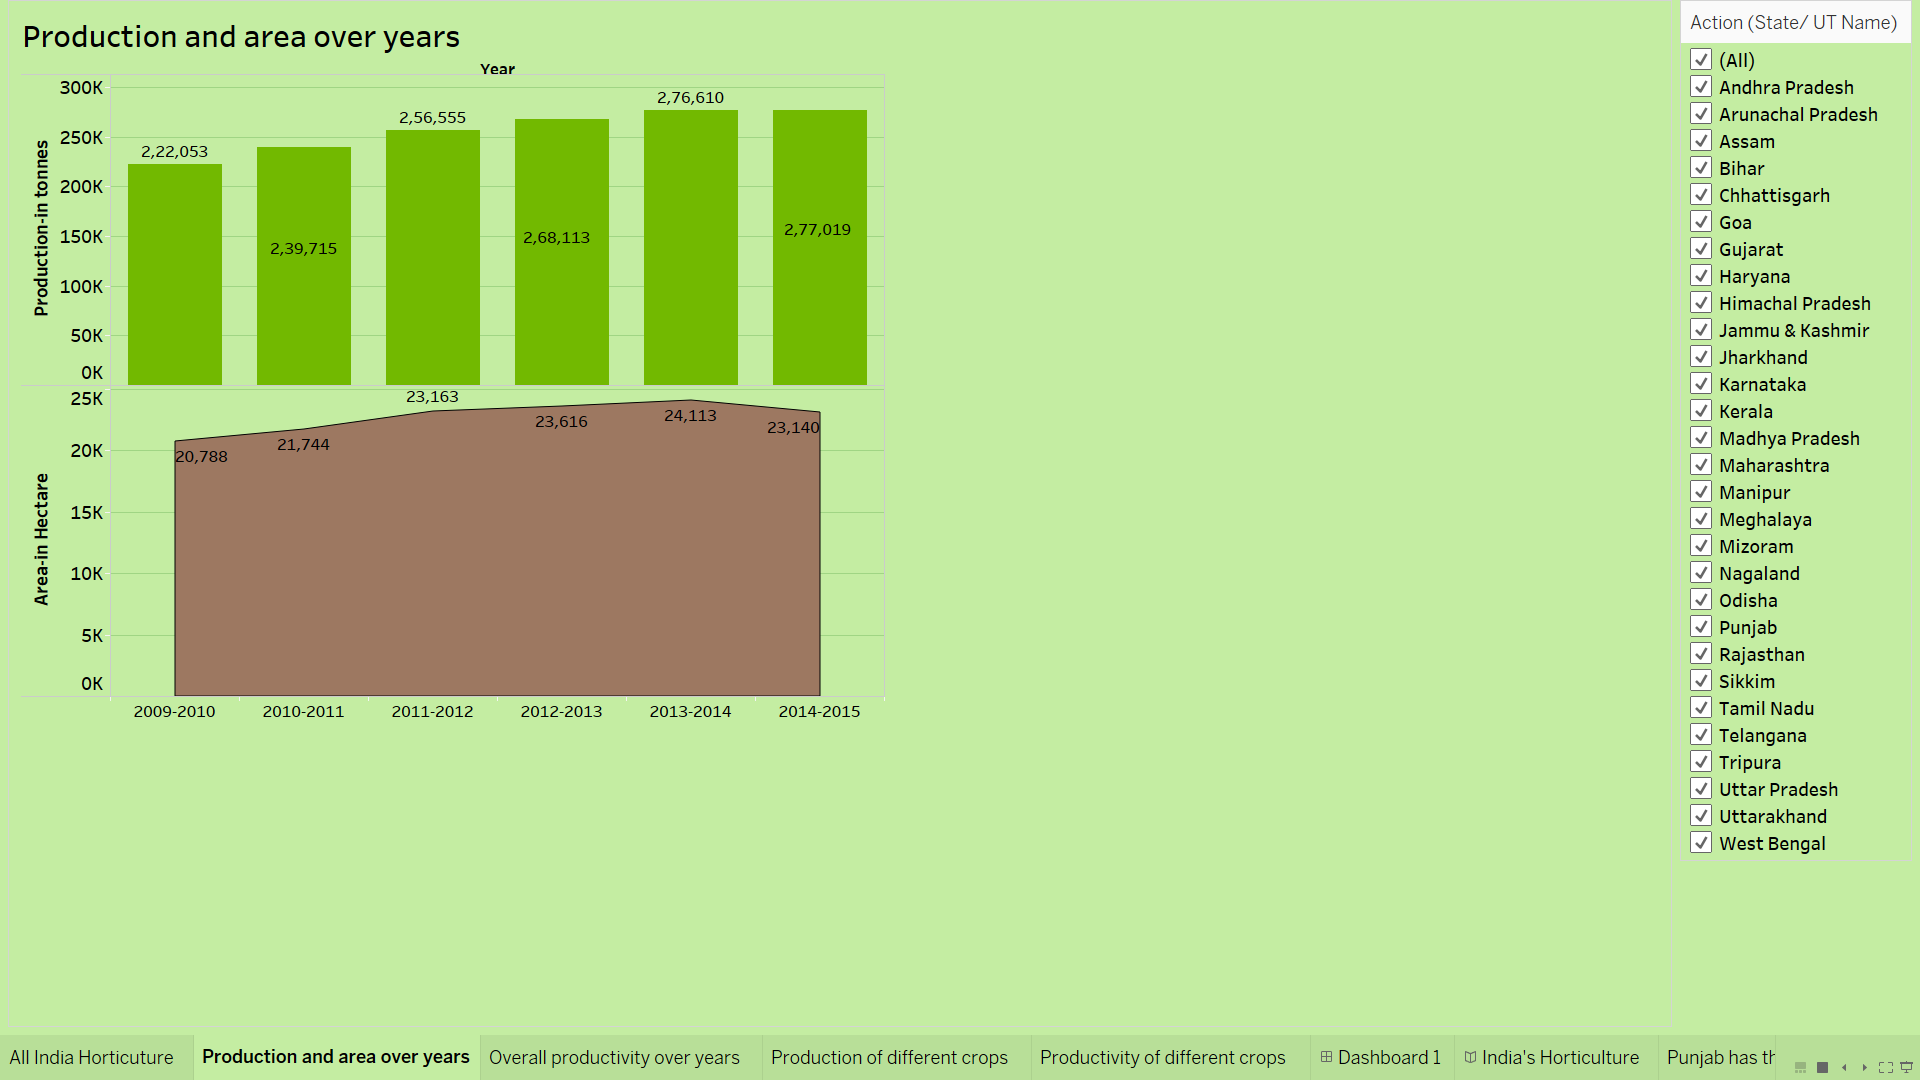 Production and area over years
Year
Production-in tonnes
300K
250K
200K
150K
100K
50K
0K
2,22,053
2,39,715
2,56,555
2,68,113
2,76,610
2,77,019
Area-in Hectare
25K
20K
15K
10K
5K
0K
20,788
21,744
23,163
23,616
24,113
23,140
2009-2010
2010-2011
2011-2012
2012-2013
2013-2014
2014-2015
Action (State/ UT Name)
(All)
Andhra Pradesh
Arunachal Pradesh
Assam
Bihar
Chhattisgarh
Goa
Gujarat
Haryana
Himachal Pradesh
Jammu & Kashmir
Jharkhand
Karnataka
Kerala
Madhya Pradesh
Maharashtra
Manipur
Meghalaya
Mizoram
Nagaland
Odisha
Punjab
Rajasthan
Sikkim
Tamil Nadu
Telangana
Tripura
Uttar Pradesh
Uttarakhand
West Bengal
All India Horticuture
Production and area over years
Overall productivity over years
Production of different crops
Productivity of different crops
Dashboard 1
India's Horticulture
Punjab has th